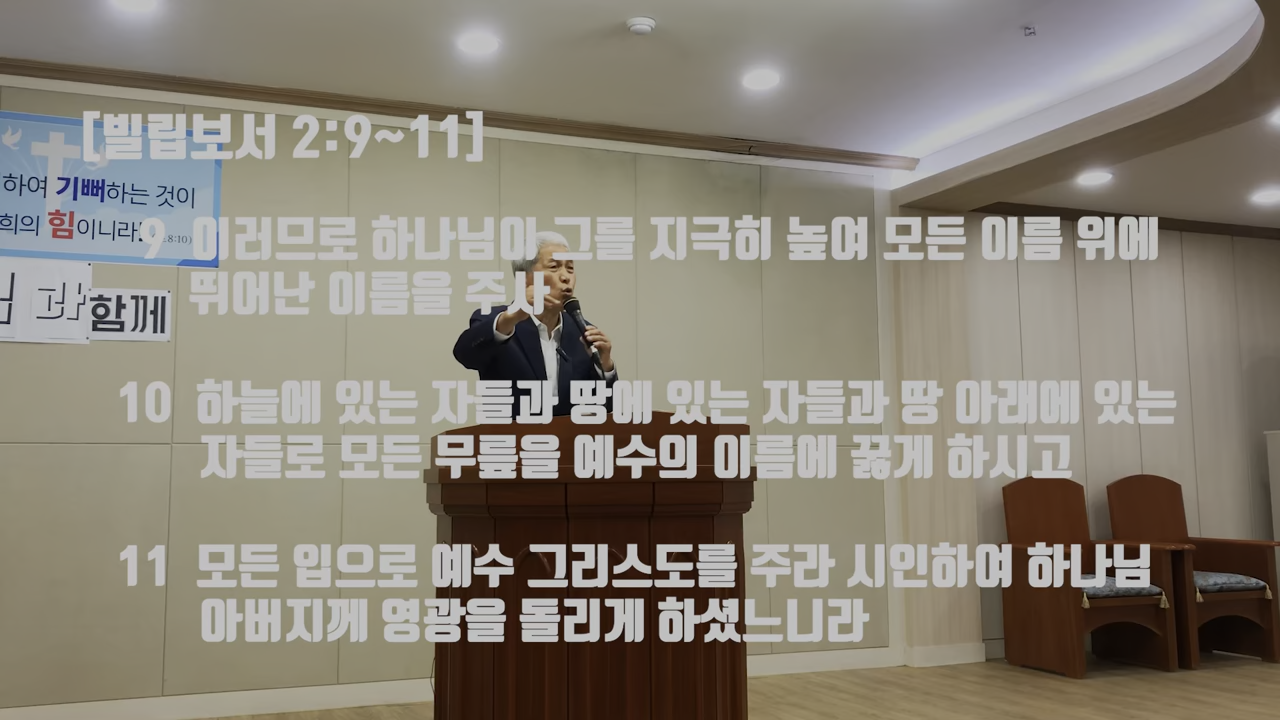 [빌립보서 2:9~11]
하여 기뻐하는 것이
희의 힘이니라
8:10)
함께
9 이러므로 하나님이 그를 지극히 높여 모든 이름 위에
뛰어난 이름을 주사
10 하늘에 있는 자들과 땅에 있는 자들과 땅 아래에 있는
자들로 모든 무릎을 예수의 이름에 꿇게 하시고
11 모든 입으로 예수 그리스도를 주라 시인하여 하나님
아버지께 영광을 돌리게 하셨느니라